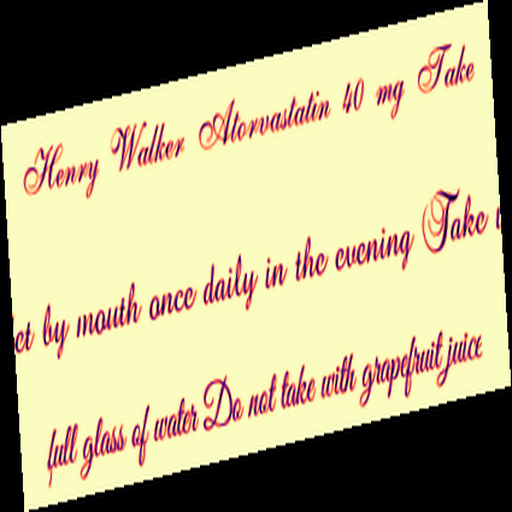 Henry Walker Atorvastatin 40 mg Take
by mouth once daily in the evening (Take
full glass of water Do not take with grapefruit juice